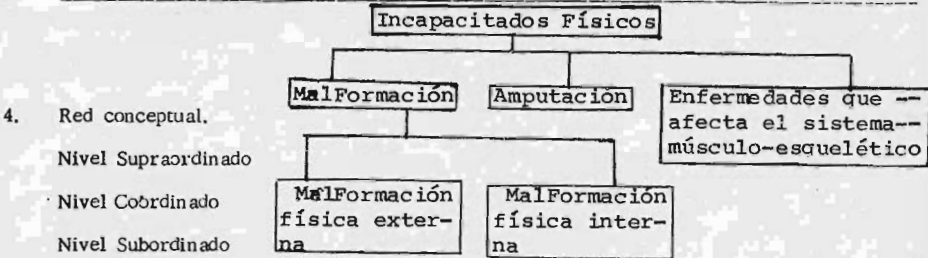 Incapacitados Físicos
MalFormación
Amputación
Enfermedades que --
afecta el sistema--
músculo-esquelético
4. Red conceptual.
Nivel Supraordinado
Nivel Coordinado
Nivel Subordinado
MalFormación
física exter-
na
MalFormación
física inter-
na